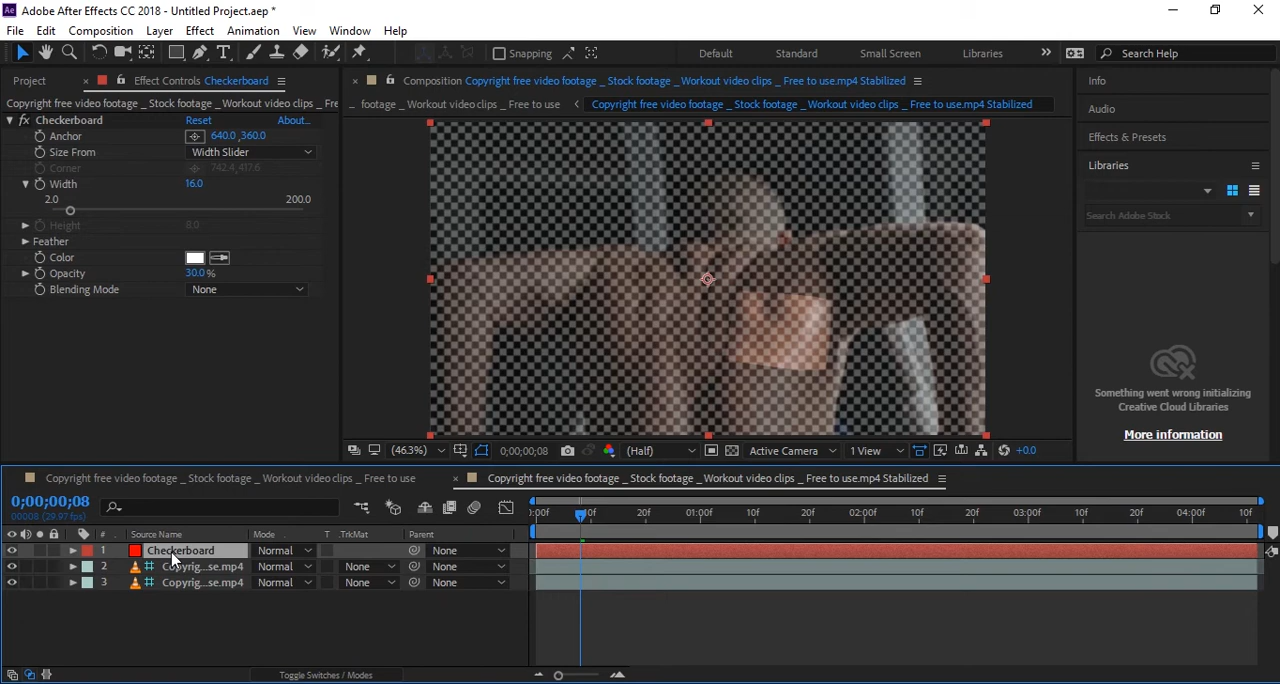 Adobe After Effects CC 2018 - Untitled Project.aep *
File Edit Composition Layer Effect Animation View Window Help
Snapping Default Standard Small Screen Libraries Search Help
Project Effect Controls Checkerboard
Composition Copyright free video footage _ Stock footage _Workout video clips _ Free to use.mp4 Stabilized
Info
Copyright free video footage _ Stock footage _Workout video clips _ Fre
... footage _ Workout video clips _ Free to use Copyright free video footage _ Stock footage _Workout video clips _ Free to use.mp4 Stabilized
Audio
fx Checkerboard Reset About...
Anchor 640.0 ,360.0
Effects & Presets
Size From Width Slider
Corner 742.4 ,417.6
Libraries
Width 16.0
2.0 200.0
Search Adobe Stock
Height 8.0
Feather
Color
Opacity 30.0 %
Blending Mode None
Something went wrong initializing
Creative Cloud Libraries
More information
(46.3%) 0;00;00;08 (Half) Active Camera 1 View +0.0
Copyright free video footage _ Stock footage _Workout video clips _ Free to use Copyright free video footage _ Stock footage _Workout video clips _ Free to use.mp4 Stabilized
0;00;00;08
00008 (29.97 fps)
):00f 10f 20f 01:00f 10f 20f 02:00f 10f 20f 03:00f 10f 20f 04:00f 10f
# Source Name Mode T .TrkMat Parent
1 Checkerboard Normal None
2 Copyrig...se.mp4 Normal None None
3 Copyrig...se.mp4 Normal None None
Toggle Switches / Modes